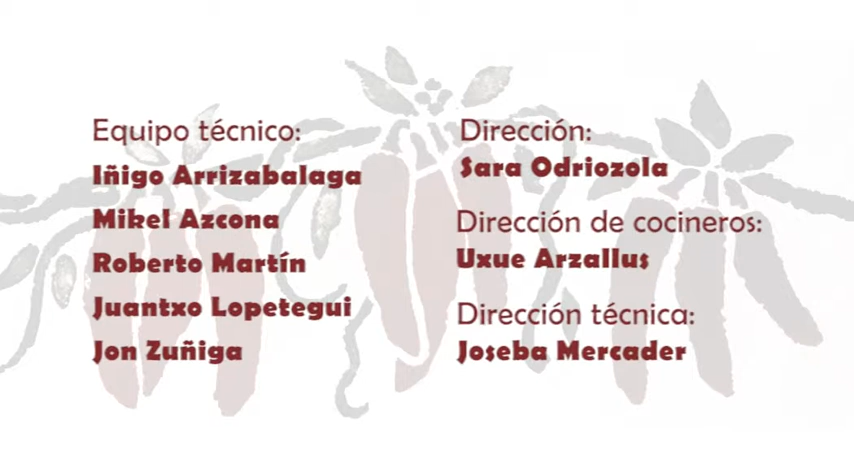 Equipo técnico:
Iñigo Arrizabalaga
Mikel Azcona
Roberto Martín
Juantxo Lopetegui
Jon Zuñiga
Dirección:
Sara Odriozola
Dirección de cocineros:
Uxue Arzallus
Dirección técnica:
Joseba Mercader